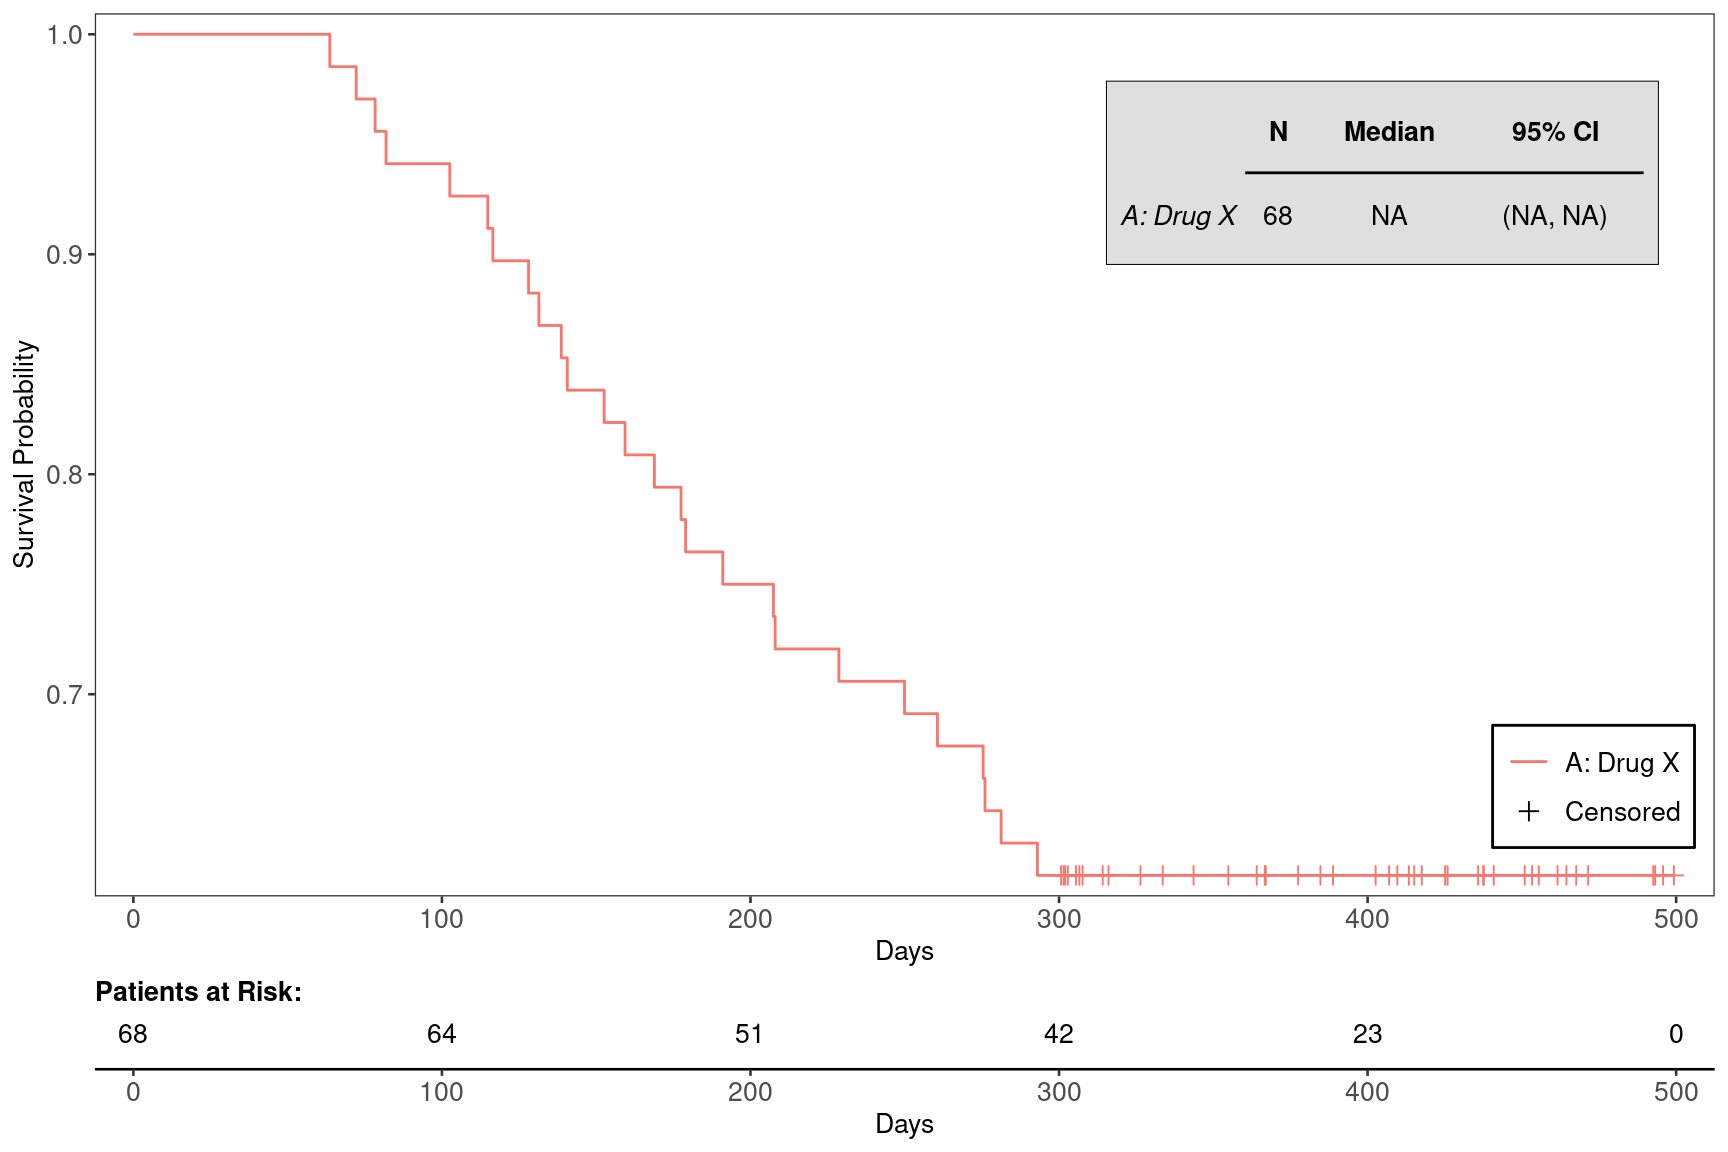 1.0
0.9
0.8
0.7
Survival Probability
N Median 95% CI
A: Drug X 68 NA (NA, NA)
A: Drug X
Censored
0 100 200 300 400 500
Days
Patients at Risk:
68 64 51 42 23 0
0 100 200 300 400 500
Days